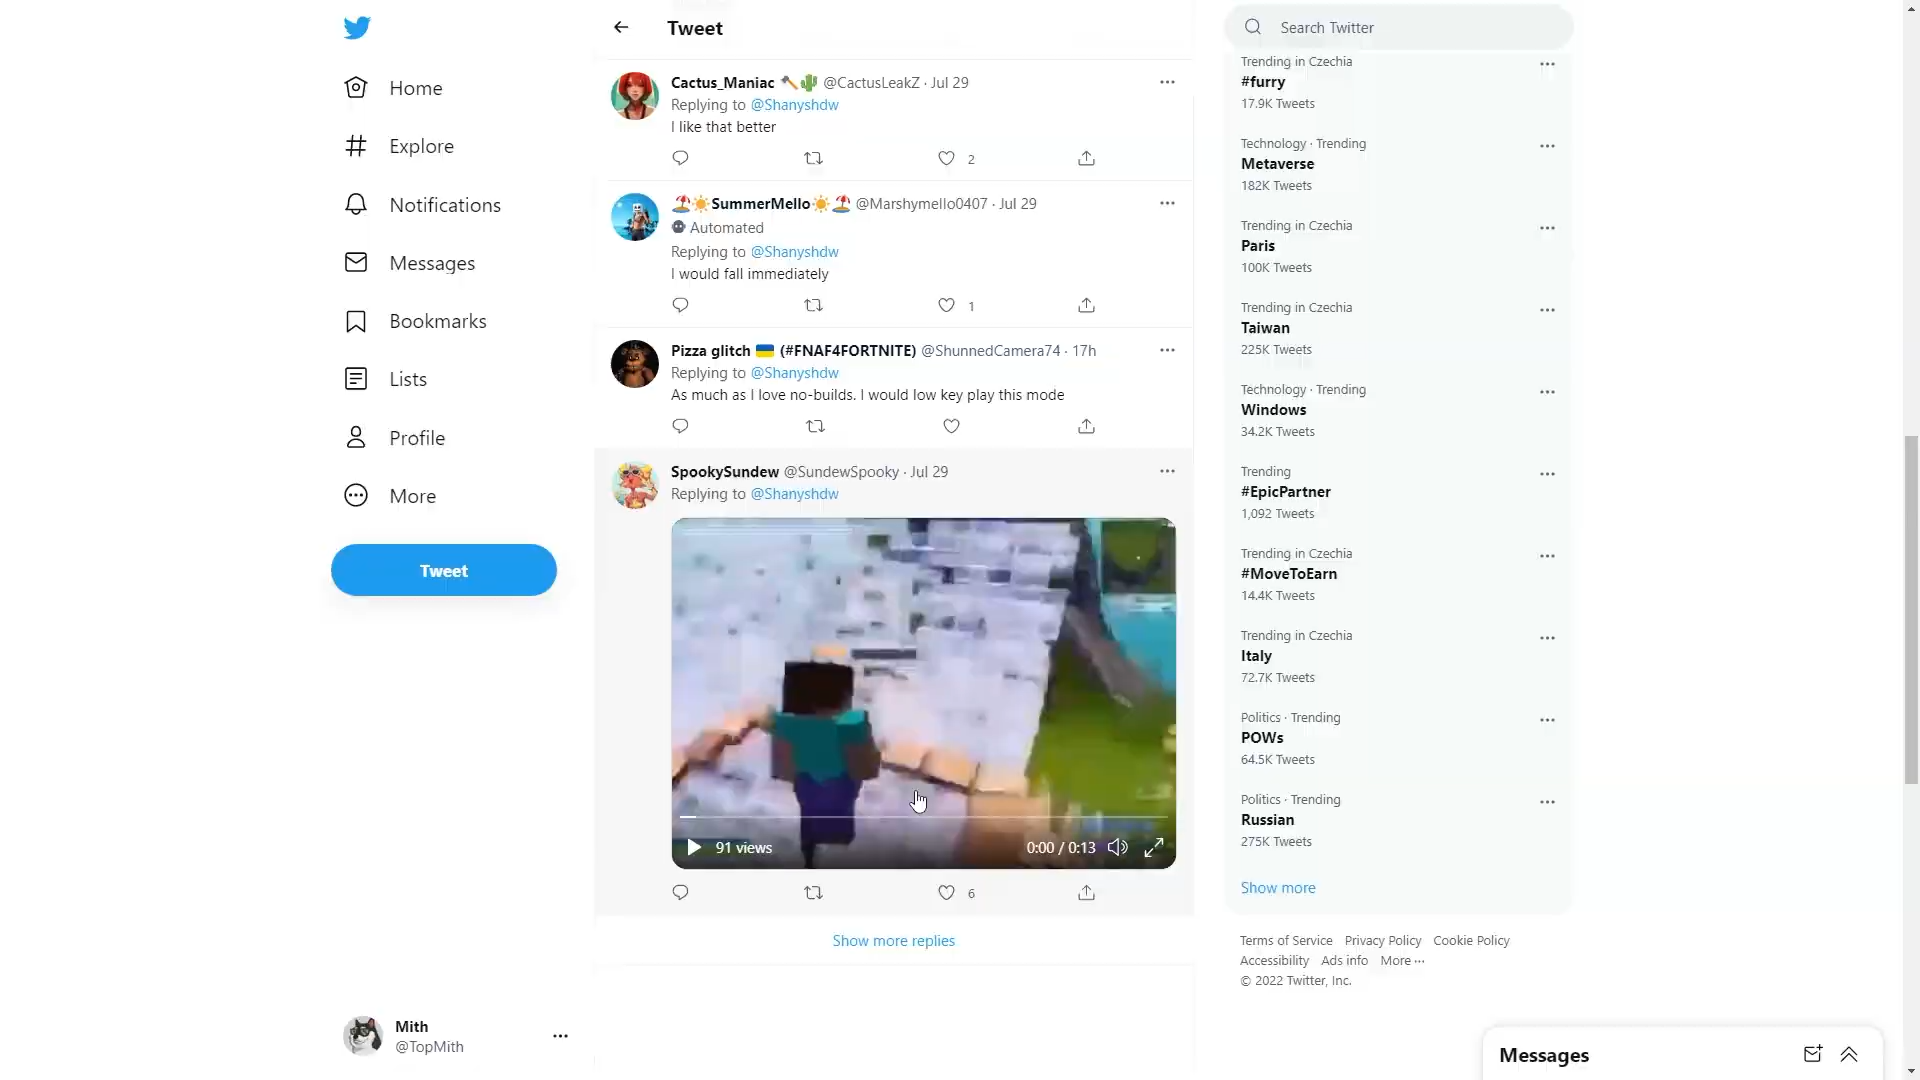 Home
Explore
Notifications
Messages
Bookmarks
Lists
Profile
More
Tweet
Mith
@TopMith
Tweet
Cactus_Maniac 🪓🌵 @CactusLeakZ · Jul 29
Replying to @Shanyshdw
I like that better
2
🏖️☀️SummerMello☀️🏖️ @Marshymello0407 · Jul 29
Automated
Replying to @Shanyshdw
I would fall immediately
1
Pizza glitch 🇺🇦 (#FNAF4FORTNITE) @ShunnedCamera74 · 17h
Replying to @Shanyshdw
As much as I love no-builds. I would low key play this mode
SpookySundew @SundewSpooky · Jul 29
Replying to @Shanyshdw
91 views
0:00 / 0:13
6
Show more replies
Search Twitter
Trending in Czechia
#furry
17.9K Tweets
Technology · Trending
Metaverse
182K Tweets
Trending in Czechia
Paris
100K Tweets
Trending in Czechia
Taiwan
225K Tweets
Technology · Trending
Windows
34.2K Tweets
Trending
#EpicPartner
1,092 Tweets
Trending in Czechia
#MoveToEarn
14.4K Tweets
Trending in Czechia
Italy
72.7K Tweets
Politics · Trending
POWs
64.5K Tweets
Politics · Trending
Russian
275K Tweets
Show more
Terms of Service Privacy Policy Cookie Policy
Accessibility Ads info More ···
© 2022 Twitter, Inc.
Messages